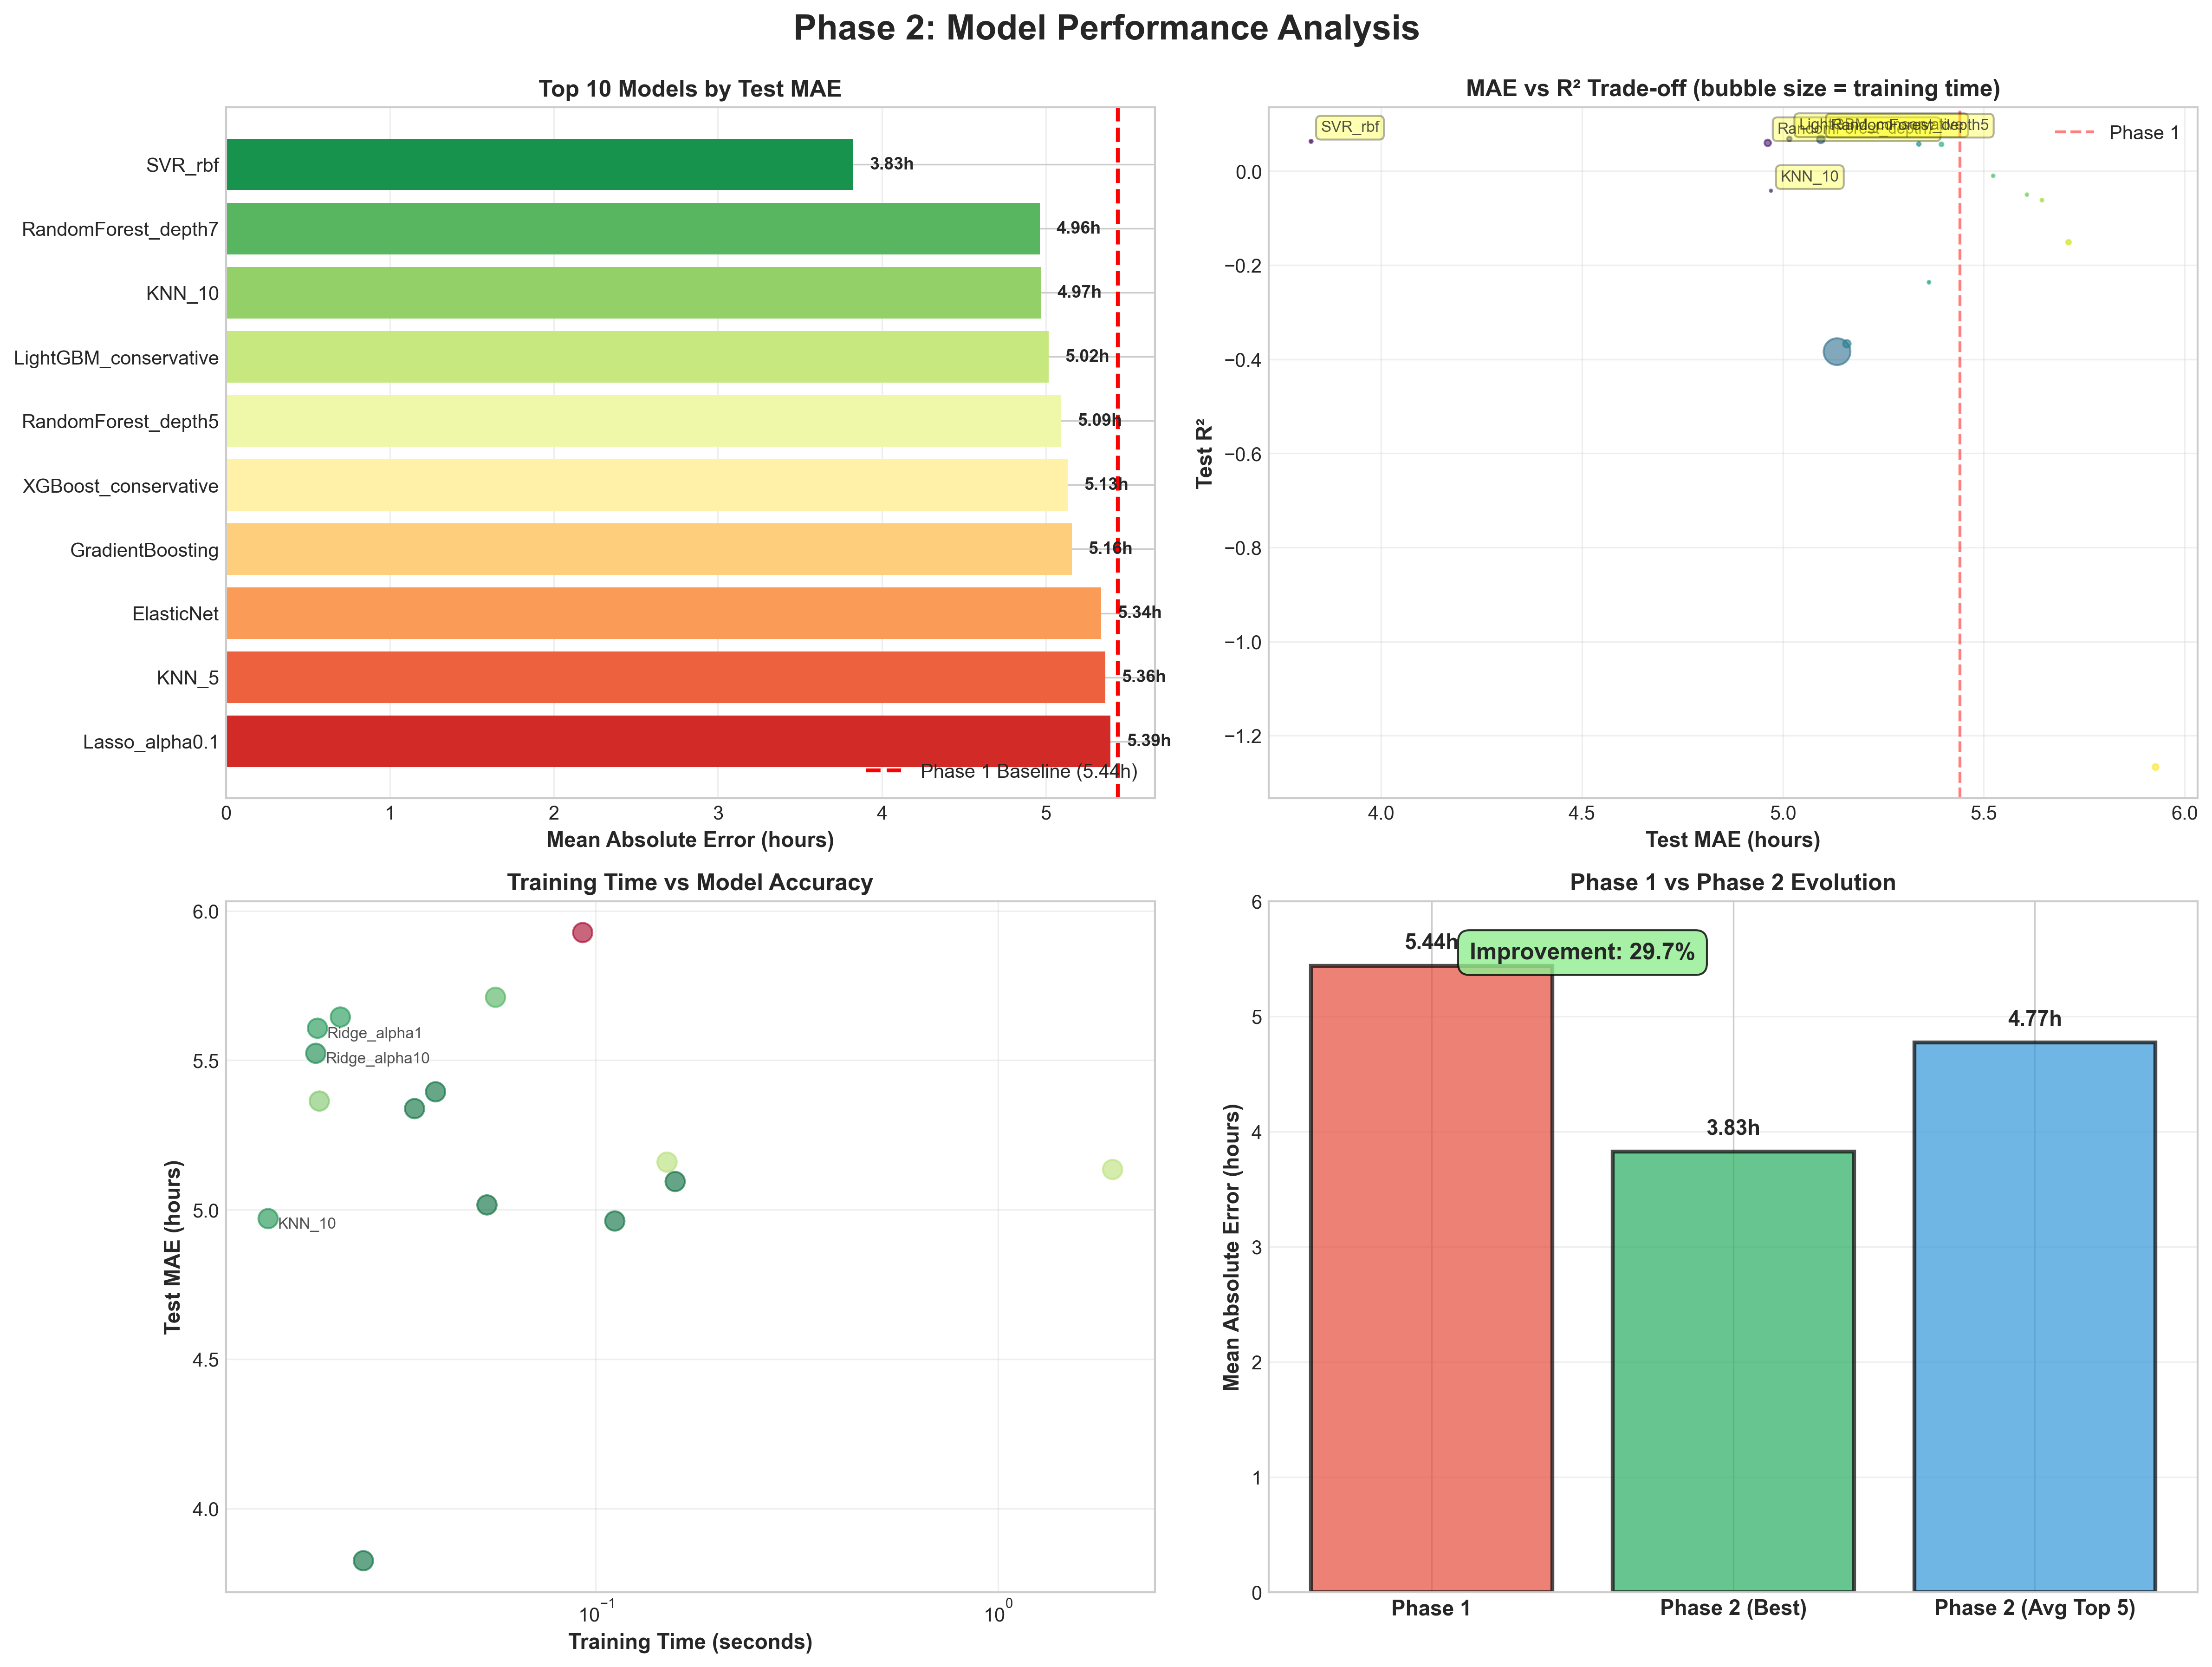 Phase 2: Model Performance Analysis
Top 10 Models by Test MAE
SVR_rbf
3.83h
RandomForest_depth7
4.96h
KNN_10
4.97h
LightGBM_conservative
5.02h
RandomForest_depth5
5.09h
XGBoost_conservative
5.13h
GradientBoosting
5.16h
ElasticNet
5.34h
KNN_5
5.36h
Lasso_alpha0.1
5.39h
Phase 1 Baseline (5.44h)
0 1 2 3 4 5
Mean Absolute Error (hours)
MAE vs R² Trade-off (bubble size = training time)
SVR_rbf
RandomForest_depth7
LightGBM_conservative
RandomForest_depth5
KNN_10
Phase 1
Test R²
0.0
−0.2
−0.4
−0.6
−0.8
−1.0
−1.2
4.0 4.5 5.0 5.5 6.0
Test MAE (hours)
Training Time vs Model Accuracy
Test MAE (hours)
6.0
5.5
5.0
4.5
4.0
Ridge_alpha1
Ridge_alpha10
KNN_10
10⁻¹ 10⁰
Training Time (seconds)
Phase 1 vs Phase 2 Evolution
Mean Absolute Error (hours)
6
5
4
3
2
1
0
5.44h
Improvement: 29.7%
3.83h
4.77h
Phase 1
Phase 2 (Best)
Phase 2 (Avg Top 5)